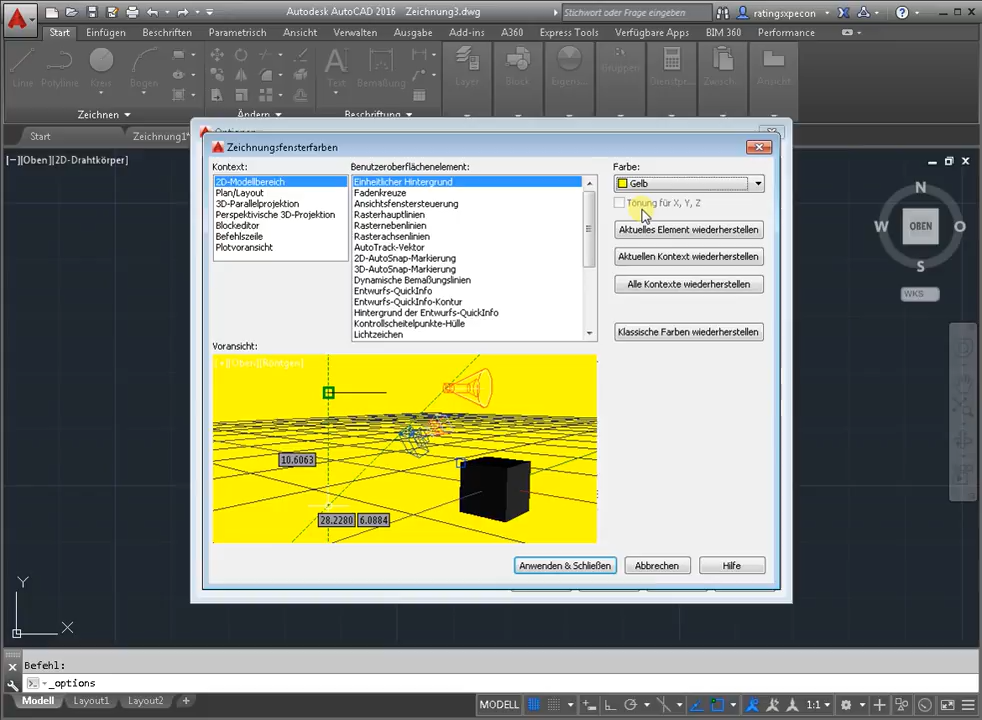 Autodesk AutoCAD 2016 Zeichnung3.dwg
Stichwort oder Frage eingeben
ratingsxpecon
Start Einfügen Beschriften Parametrisch Ansicht Verwalten Ausgabe Add-ins A360 Express Tools Verfügbare Apps BIM 360 Performance
Linie Polylinie Kreis Bogen Text Bemaßung Layer Block Eigens... Gruppen Dienstpr... Zwisch... Ansicht
Zeichnen Ändern Beschriftung
Start Zeichnung1*
[−][Oben][2D-Drahtkörper]
Optionen
Zeichnungsfensterfarben
Kontext:
2D-Modellbereich
Plan/Layout
3D-Parallelprojektion
Perspektivische 3D-Projektion
Blockeditor
Befehlszeile
Plotvoransicht
Benutzeroberflächenelement:
Einheitlicher Hintergrund
Fadenkreuze
Ansichtsfenstersteuerung
Rasterhauptlinien
Rasternebenlinien
Rasterachsenlinien
AutoTrack-Vektor
2D-AutoSnap-Markierung
3D-AutoSnap-Markierung
Dynamische Bemaßungslinien
Entwurfs-QuickInfo
Entwurfs-QuickInfo-Kontur
Hintergrund der Entwurfs-QuickInfo
Kontrollscheitelpunkte-Hülle
Lichtzeichen
Farbe:
Gelb
Tönung für X, Y, Z
Aktuelles Element wiederherstellen
Aktuellen Kontext wiederherstellen
Alle Kontexte wiederherstellen
Klassische Farben wiederherstellen
Voransicht:
[+][Oben][Röntgen]
10.6063
28.2280 6.0884
Anwenden & Schließen Abbrechen Hilfe
N
W OBEN O
S
WKS
Y
X
Befehl:
_options
Modell Layout1 Layout2 +
MODELL 1:1